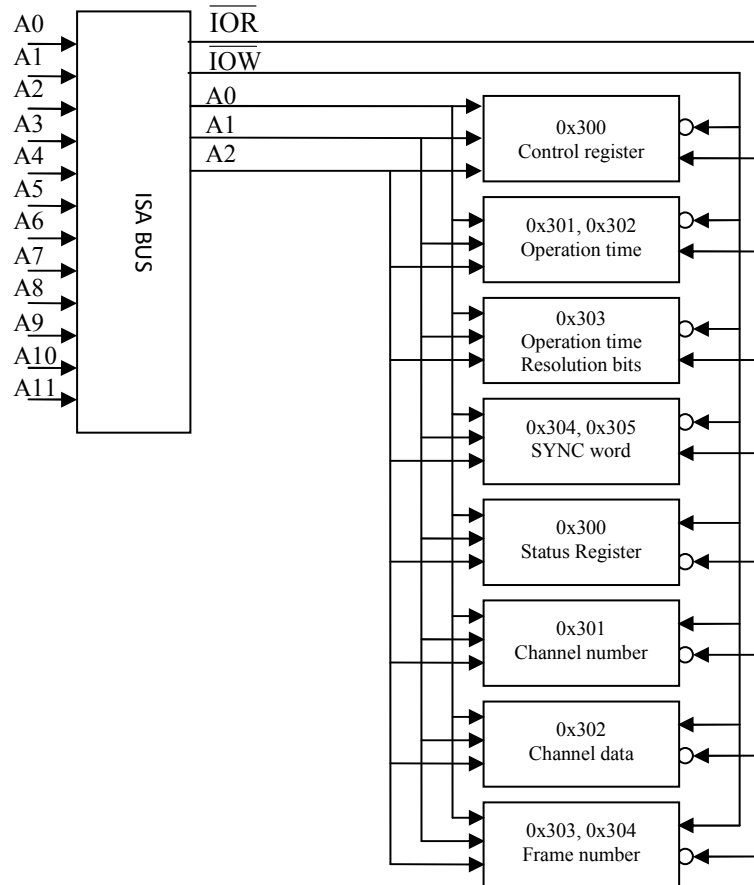 A0
A1
A2
A3
A4
A5
A6
A7
A8
A9
A10
A11
ISA BUS
IOR
IOW
A0
A1
A2
0x300
Control register
0x301, 0x302
Operation time
0x303
Operation time
Resolution bits
0x304, 0x305
SYNC word
0x300
Status Register
0x301
Channel number
0x302
Channel data
0x303, 0x304
Frame number